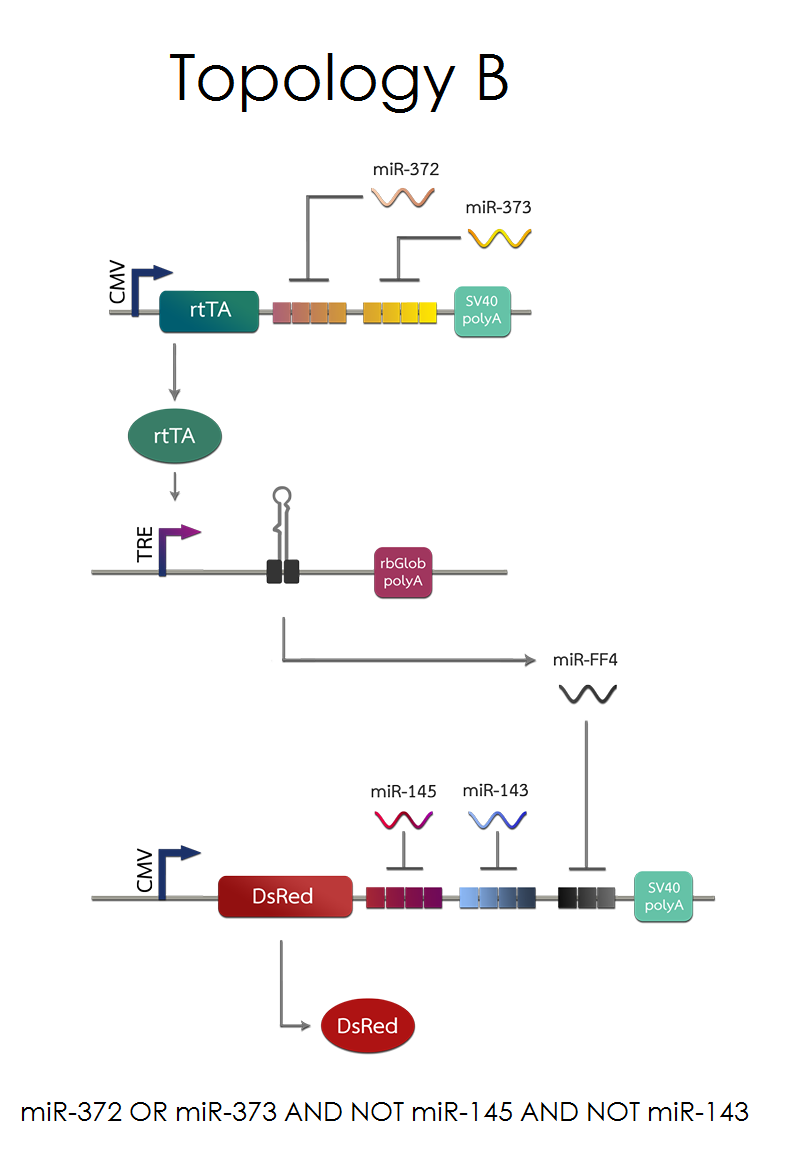 Topology B
miR-372
miR-373
CMV
rtTA
SV40
polyA
rtTA
TRE
rbGlob
polyA
miR-FF4
miR-145
miR-143
CMV
DsRed
SV40
polyA
DsRed
miR-372 OR miR-373 AND NOT miR-145 AND NOT miR-143